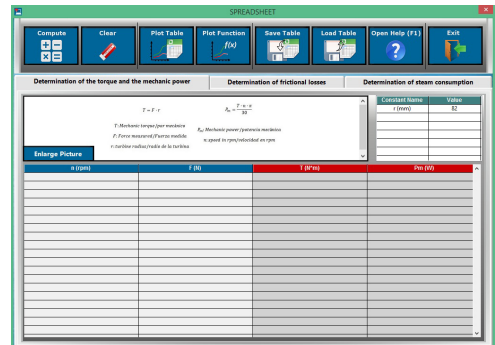 SPREADSHEET
Compute
Clear
Plot Table
Plot Function
f(x)
Save Table
Load Table
Open Help (F1)
?
Exit
Determination of the torque and the mechanic power
Determination of frictional losses
Determination of steam consumption
T = F · r
Pm = T · n · π / 30
T: Mechanic torque/par mecánico
F: Force measured/Fuerza medida
r: turbine radius/radio de la turbina
Pm: Mechanic power/potencia mecánica
n: speed in rpm/velocidad en rpm
Enlarge Picture
Constant Name Value
r (mm) 82
n (rpm) F (N) T (N*m) Pm (W)